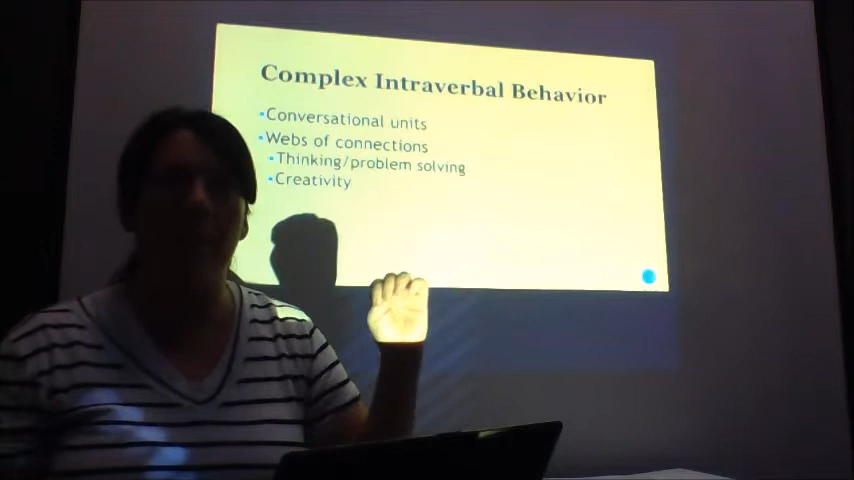 Complex Intraverbal Behavior
•Conversational units
•Webs of connections
•Thinking/problem solving
•Creativity